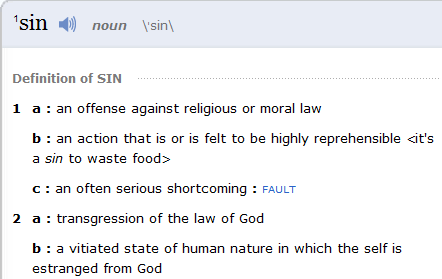 ¹sin noun \ˈsin\
Definition of SIN
1 a : an offense against religious or moral law
b : an action that is or is felt to be highly reprehensible <it's
a sin to waste food>
c : an often serious shortcoming : FAULT
2 a : transgression of the law of God
b : a vitiated state of human nature in which the self is
estranged from God